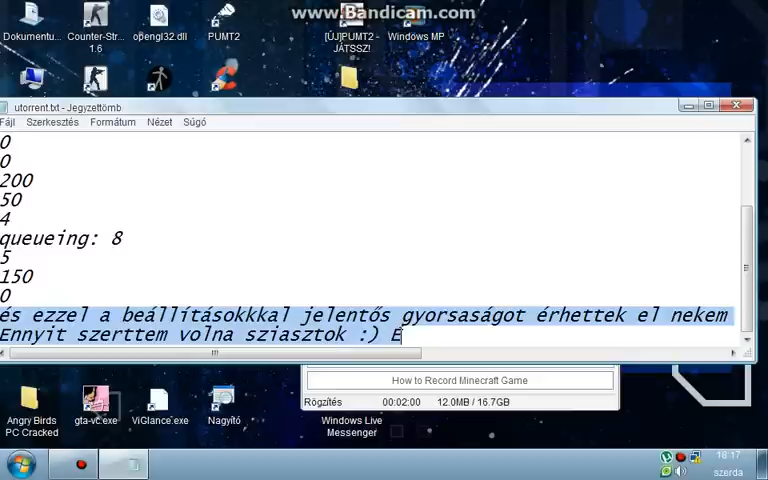 www.Bandicam.com
Dokumentu...
Counter-Str...
1.6
opengl32.dll
PUMT2
[ÚJ]PUMT2 -
JÁTSSZ!
Windows MP
utorrent.txt - Jegyzettömb
Fájl Szerkesztés Formátum Nézet Súgó
0
0
200
50
4
queueing: 8
5
150
0
és ezzel a beállításokkkal jelentős gyorsaságot érhettek el nekem
Ennyit szerttem volna sziasztok :) E
How to Record Minecraft Game
Rögzítés 00:02:00 12.0MB / 16.7GB
Angry Birds
PC Cracked
gta-vc.exe
ViGlance.exe
Nagyító
Windows Live
Messenger
18:17
szerda